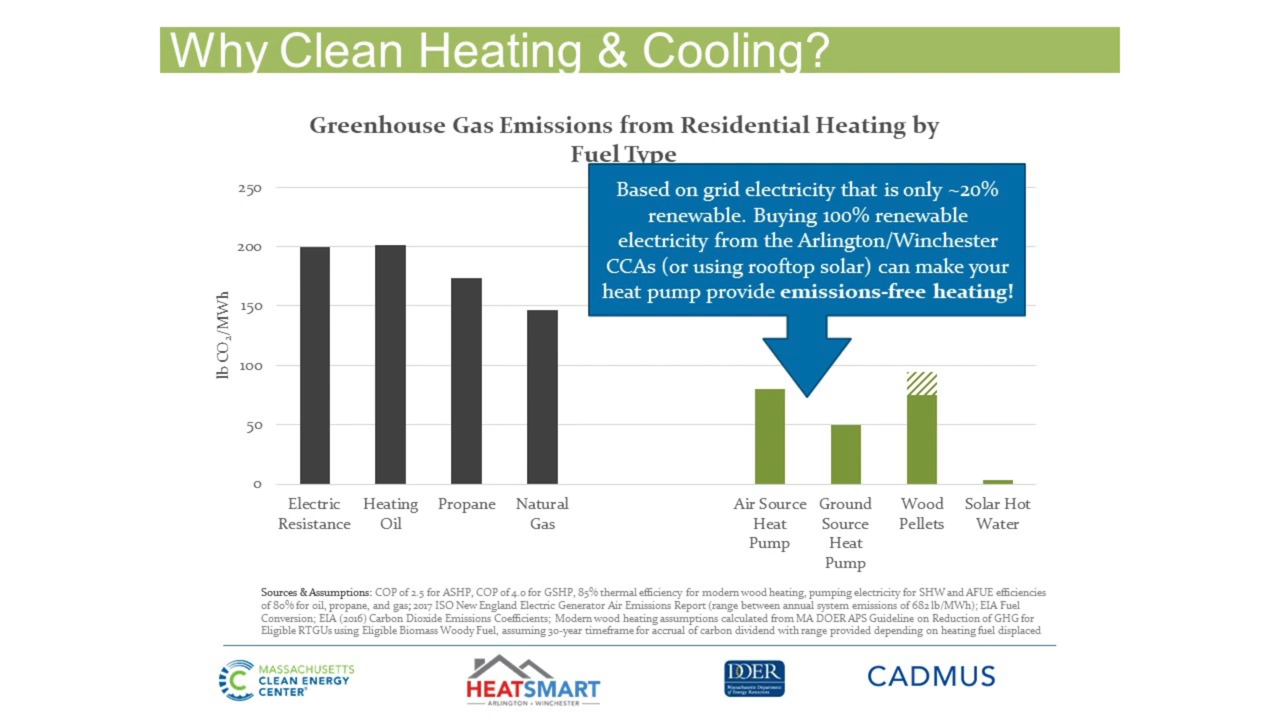 Why Clean Heating & Cooling?
Greenhouse Gas Emissions from Residential Heating by
Fuel Type
Based on grid electricity that is only ~20%
renewable. Buying 100% renewable
electricity from the Arlington/Winchester
CCAs (or using rooftop solar) can make your
heat pump provide emissions-free heating!
lb CO₂/MWh
250
200
150
100
50
0
Electric
Resistance
Heating
Oil
Propane
Natural
Gas
Air Source
Heat
Pump
Ground
Source
Heat
Pump
Wood
Pellets
Solar Hot
Water
Sources & Assumptions: COP of 2.5 for ASHP, COP of 4.0 for GSHP, 85% thermal efficiency for modern wood heating, pumping electricity for SHW and AFUE efficiencies
of 80% for oil, propane, and gas; 2017 ISO New England Electric Generator Air Emissions Report (range between annual system emissions of 682 lb/MWh); EIA Fuel
Conversion; EIA (2016) Carbon Dioxide Emissions Coefficients; Modern wood heating assumptions calculated from MA DOER APS Guideline on Reduction of GHG for
Eligible RTGUs using Eligible Biomass Woody Fuel, assuming 30-year timeframe for accrual of carbon dividend with range provided depending on heating fuel displaced
MASSACHUSETTS
CLEAN ENERGY
CENTER
HEATSMART
ARLINGTON • WINCHESTER
DOER
Massachusetts Department
of Energy Resources
CADMUS